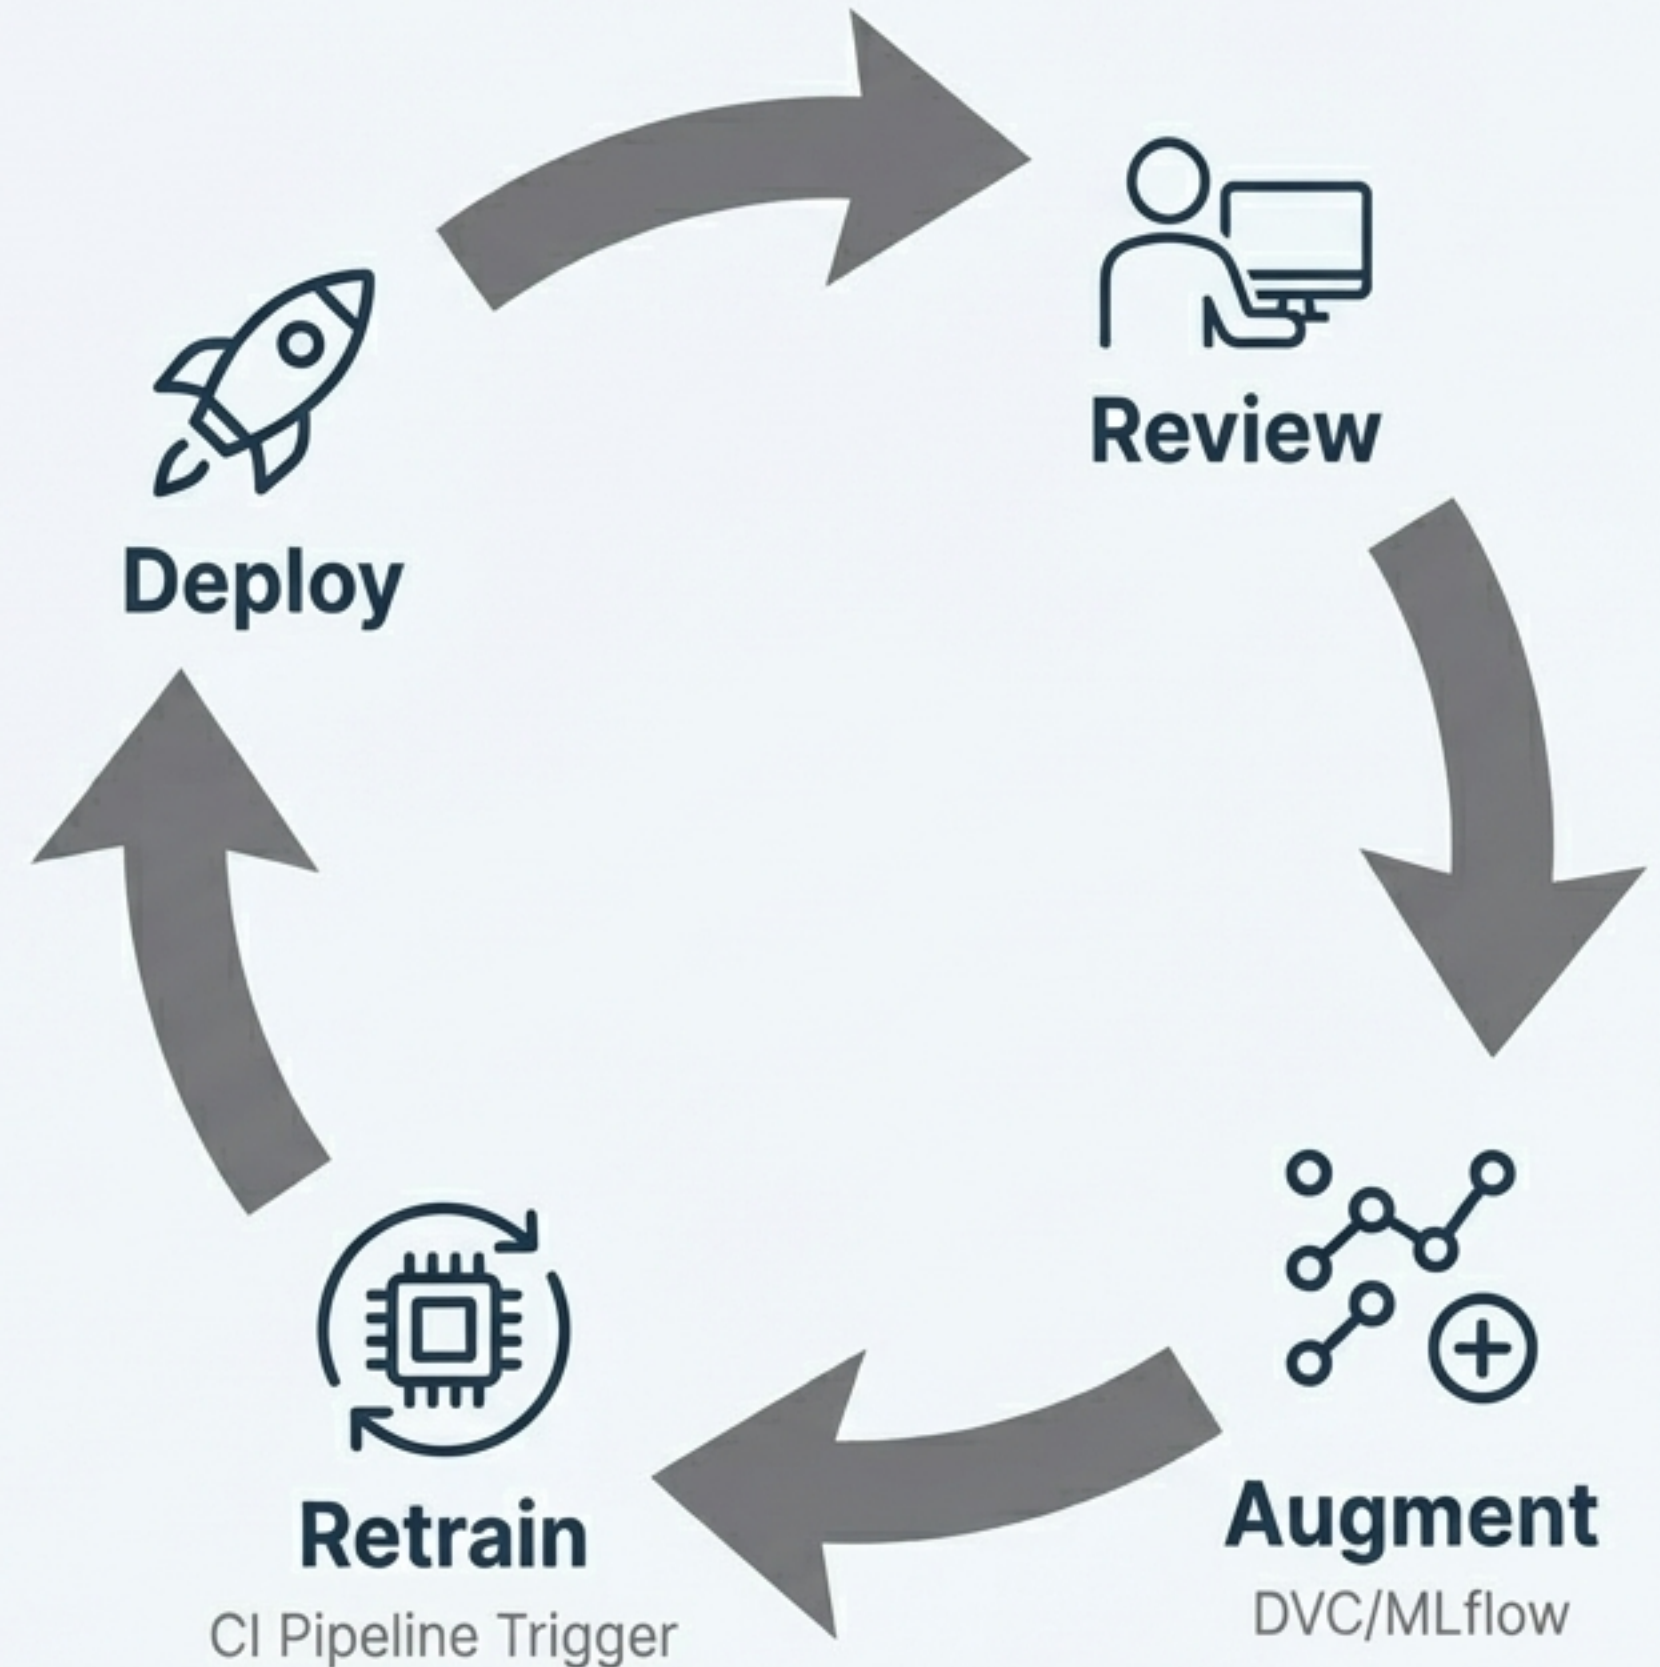 Review
Deploy
Augment
DVC/MLflow
Retrain
CI Pipeline Trigger